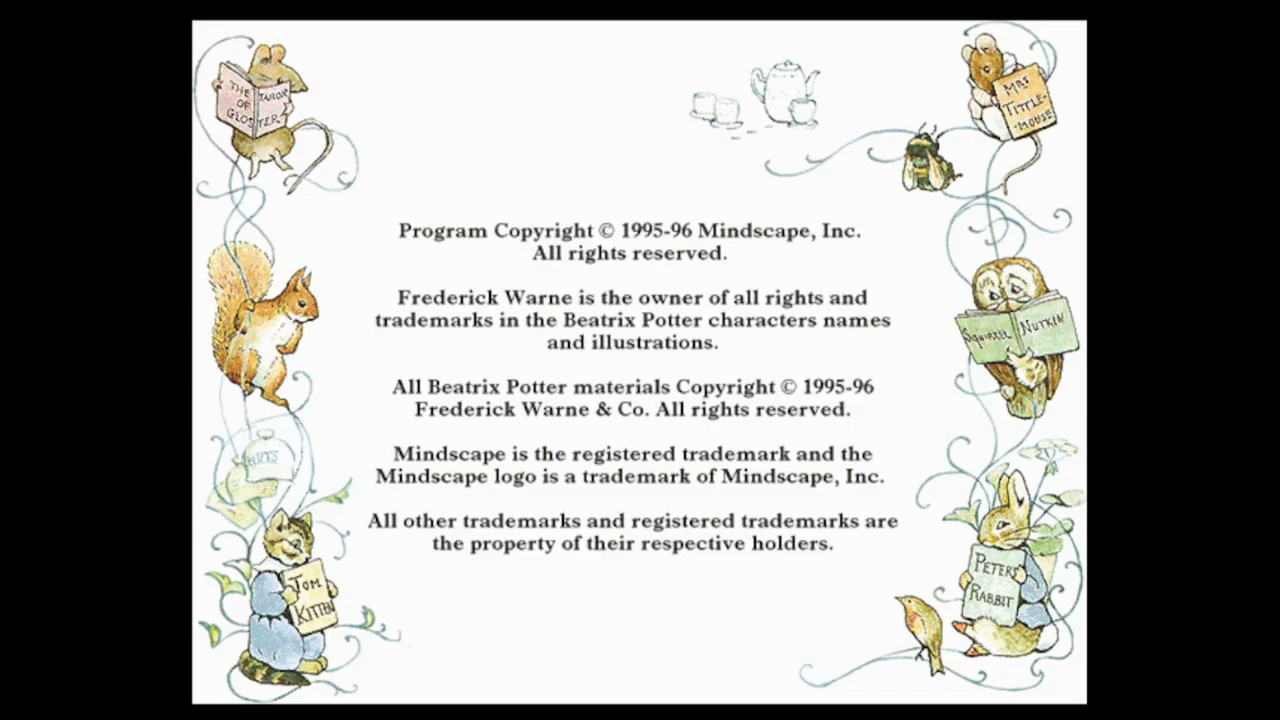 THE TAILOR
OF
GLOSTER
MRS
TITTLE-
-MOUSE
Program Copyright © 1995-96 Mindscape, Inc.
All rights reserved.
Frederick Warne is the owner of all rights and
trademarks in the Beatrix Potter characters names
and illustrations.
SQUIRREL NUTKIN
All Beatrix Potter materials Copyright © 1995-96
Frederick Warne & Co. All rights reserved.
Mindscape is the registered trademark and the
Mindscape logo is a trademark of Mindscape, Inc.
All other trademarks and registered trademarks are
the property of their respective holders.
TOM
KITTEN
PETER
RABBIT